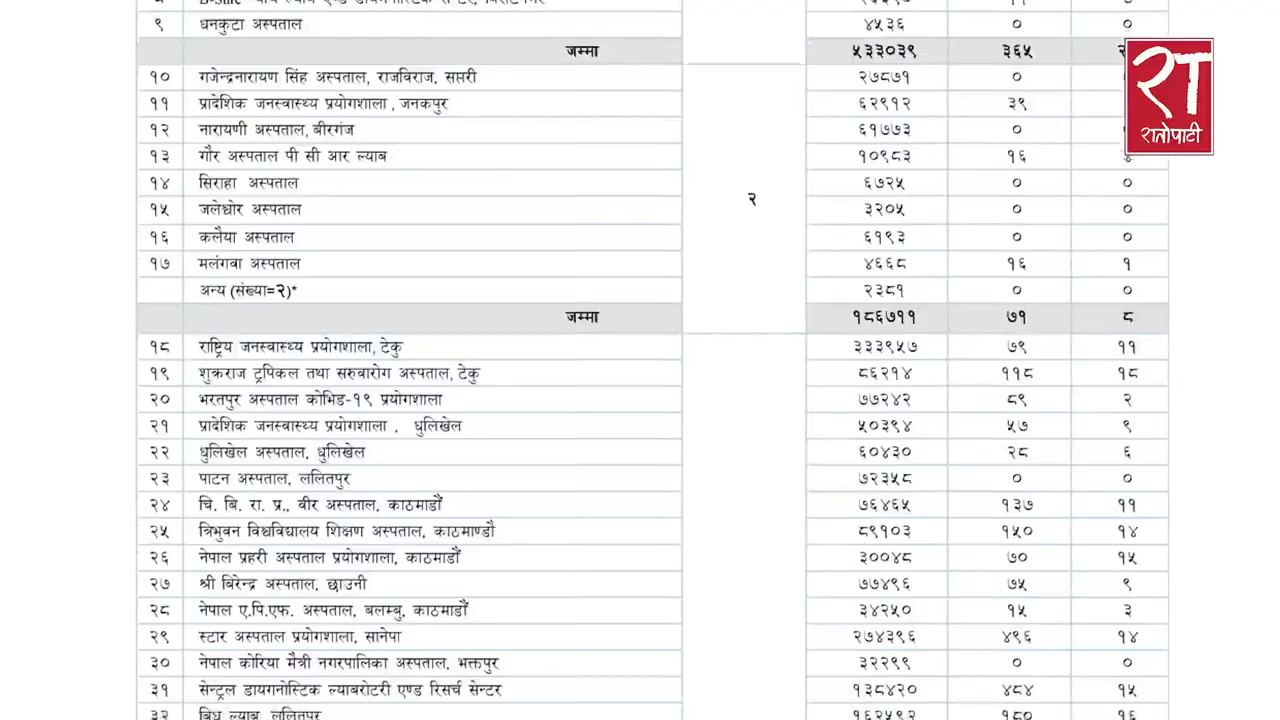 ९ धनकुटा अस्पताल ४५३६ ० ०
जम्मा ५३३०३९ ३६५
१० गजेन्द्रनारायण सिंह अस्पताल, राजविराज, सप्तरी २७८७१ ०
११ प्रादेशिक जनस्वास्थ्य प्रयोगशाला , जनकपुर ६२९१२ ३९
१२ नारायणी अस्पताल, बीरगंज ६१७७३ ०
१३ गौर अस्पताल पी सी आर ल्याब १०९८३ १६
१४ सिराहा अस्पताल ६७२५ ० ०
२
१५ जलेश्वोर अस्पताल ३२०५ ० ०
१६ कलैया अस्पताल ६१९३ ० ०
१७ मलंगवा अस्पताल ४६६८ १६ १
अन्य (संख्या=२)* २३८१ ० ०
जम्मा १८६७११ ७१ ८
१८ राष्ट्रिय जनस्वास्थ्य प्रयोगशाला, टेकु ३३३९५७ ७९ ११
१९ शुक्रराज ट्रपिकल तथा सरुवारोग अस्पताल, टेकु ८६२१४ ११८ १८
२० भरतपुर अस्पताल कोभिड-१९ प्रयोगशाला ७७२४२ ८९ २
२१ प्रादेशिक जनस्वास्थ्य प्रयोगशाला , धुलिखेल ५०३९४ ५७ ९
२२ धुलिखेल अस्पताल, धुलिखेल ६०४३० २८ ६
२३ पाटन अस्पताल, ललितपुर ७२३५८ ० ०
२४ चि. बि. रा. प्र., वीर अस्पताल, काठमाडौं ७६४६५ १३७ ११
२५ त्रिभुवन विश्वविद्यालय शिक्षण अस्पताल, काठमाण्डौ ८९१०३ १५० १४
२६ नेपाल प्रहरी अस्पताल प्रयोगशाला, काठमाडौं ३००४८ ७० १५
२७ श्री बिरेन्द्र अस्पताल, छाउनी ७७४९६ ७५ ९
२८ नेपाल ए.पि.एफ. अस्पताल, बलम्बु, काठमाडौं ३४२५० १५ ३
२९ स्टार अस्पताल प्रयोगशाला, सानेपा २७४३९६ ४९६ १४
३० नेपाल कोरिया मैत्री नगरपालिका अस्पताल, भक्तपुर ३२२९९ ० ०
३१ सेन्ट्रल डायगनोस्टिक ल्याबरोटरी एण्ड रिसर्च सेन्टर १३८४२० ४८४ १५
३२ ल्याब, ललितपुर १६२५९२ १८० १६
रातोपाटी